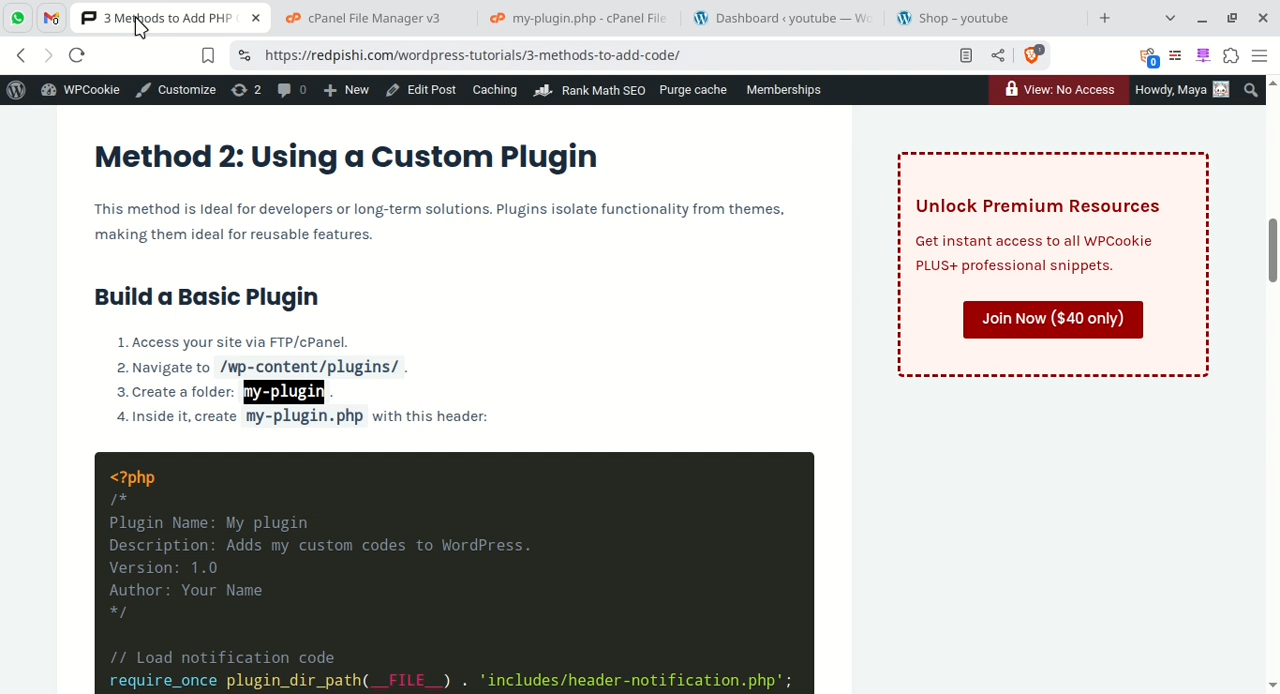 3 Methods to Add PHP
cPanel File Manager v3
my-plugin.php - cPanel File
Dashboard ‹ youtube — Wo
Shop – youtube
https://redpishi.com/wordpress-tutorials/3-methods-to-add-code/
1
0
WPCookie
Customize
2
0
New
Edit Post
Caching
Rank Math SEO
Purge cache
Memberships
View: No Access
Howdy, Maya
Method 2: Using a Custom Plugin
This method is Ideal for developers or long-term solutions. Plugins isolate functionality from themes,
making them ideal for reusable features.
Build a Basic Plugin
1. Access your site via FTP/cPanel.
2. Navigate to /wp-content/plugins/ .
3. Create a folder: my-plugin .
4. Inside it, create my-plugin.php with this header:
<?php
/*
Plugin Name: My plugin
Description: Adds my custom codes to WordPress.
Version: 1.0
Author: Your Name
*/
// Load notification code
require_once plugin_dir_path(__FILE__) . 'includes/header-notification.php';
Unlock Premium Resources
Get instant access to all WPCookie
PLUS+ professional snippets.
Join Now ($40 only)